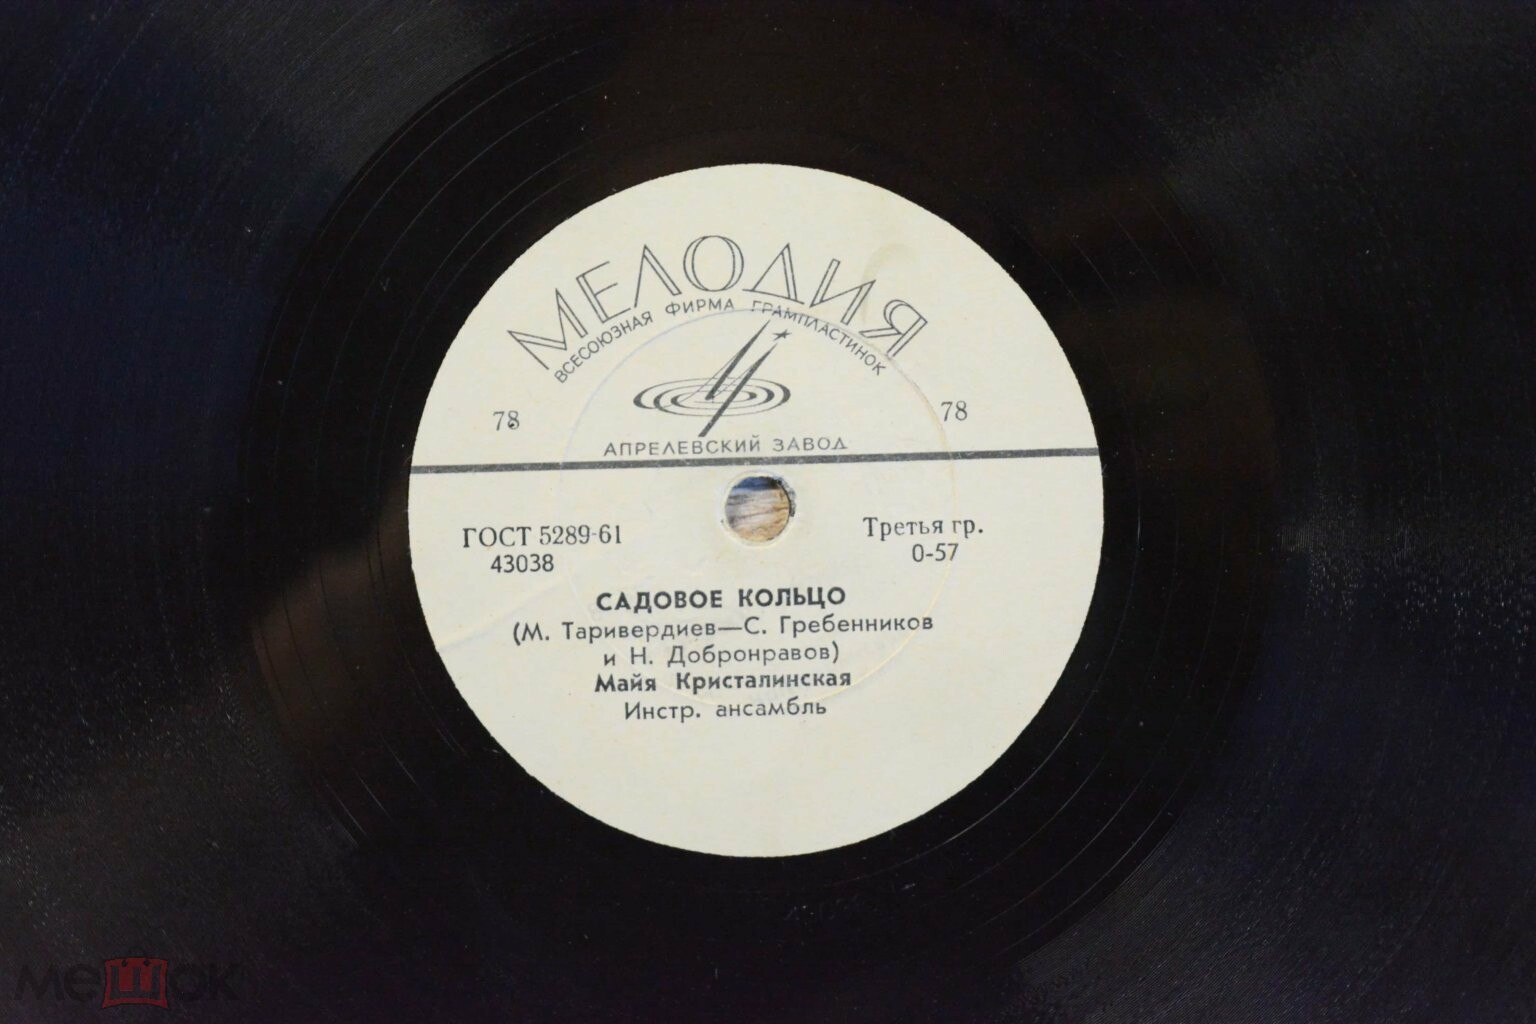 МЕЛОДИЯ
ВСЕСОЮЗНАЯ ФИРМА ГРАМПЛАСТИНОК
78 78
АПРЕЛЕВСКИЙ ЗАВОД
ГОСТ 5289-61 Третья гр.
43038 0-57
САДОВОЕ КОЛЬЦО
(М. Таривердиев—С. Гребенников
и Н. Добронравов)
Майя Кристалинская
Инстр. ансамбль
мешок